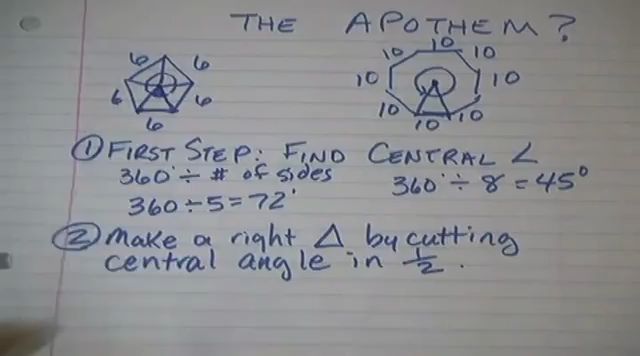 THE APOTHEM?
6 6 6 6 6
10 10 10 10 10 10 10 10
① FIRST STEP: FIND CENTRAL ∠
360° ÷ # of sides
360° ÷ 8 = 45°
360 ÷ 5 = 72°
② Make a right △ by cutting
central angle in 1/2.